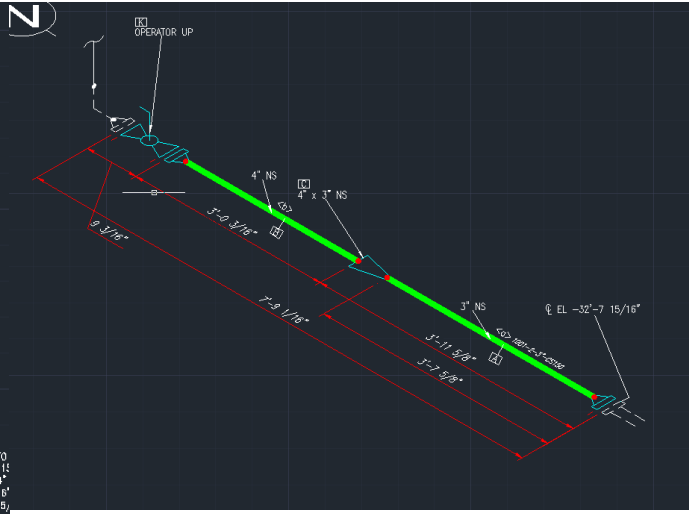 N
K
OPERATOR UP
4" NS
C
4" x 3" NS
<b>
B
3'-0 3/16"
9 3/16"
7'-9 1/16"
3" NS
℄ EL -32'-7 15/16"
<a>
A
3'-11 5/8"
3'-7 5/8"
TO